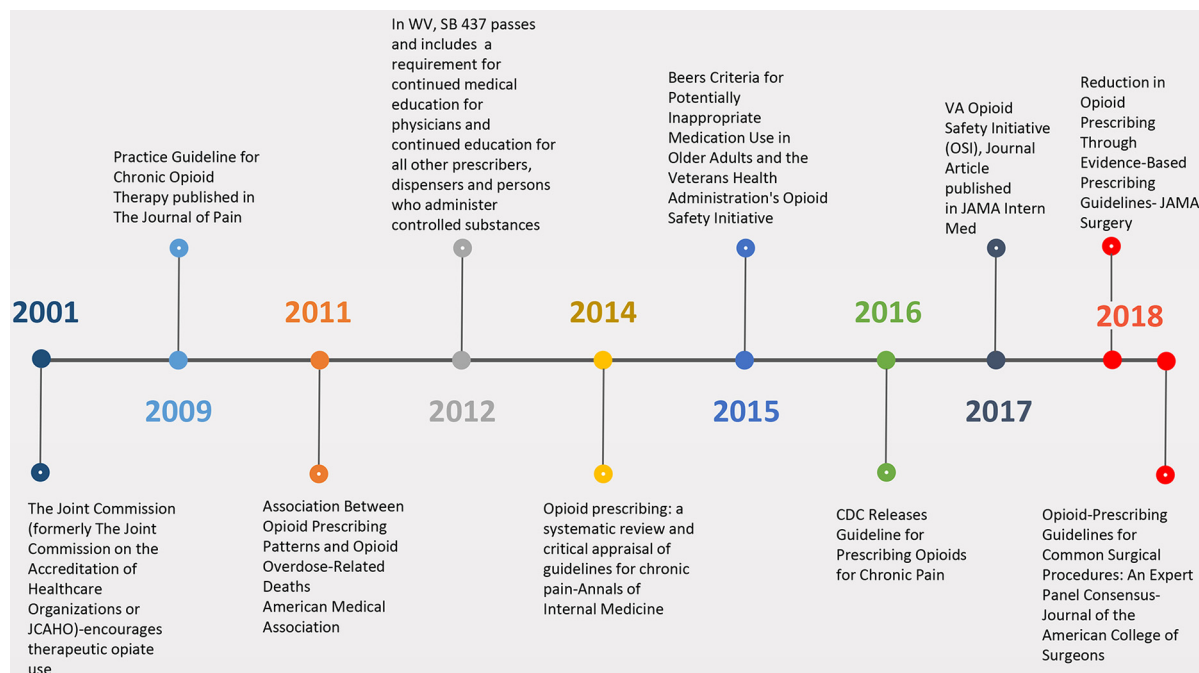 In WV, SB 437 passes
and includes a
requirement for
continued medical
education for
physicians and
continued education for
all other prescribers,
dispensers and persons
who administer
controlled substances
Beers Criteria for
Potentially
Inappropriate
Medication Use in
Older Adults and the
Veterans Health
Administration's Opioid
Safety Initiative
Reduction in
Opioid
Prescribing
Through
Evidence-Based
Prescribing
Guidelines- JAMA
Surgery
VA Opioid
Safety Initiative
(OSI), Journal
Article
published
in JAMA Intern
Med
Practice Guideline for
Chronic Opioid
Therapy published in
The Journal of Pain
2001
2011
2014
2016
2018
2009
2012
2015
2017
The Joint Commission
(formerly The Joint
Commission on the
Accreditation of
Healthcare
Organizations or
JCAHO)-encourages
therapeutic opiate
use
Association Between
Opioid Prescribing
Patterns and Opioid
Overdose-Related
Deaths
American Medical
Association
Opioid prescribing: a
systematic review and
critical appraisal of
guidelines for chronic
pain-Annals of
Internal Medicine
CDC Releases
Guideline for
Prescribing Opioids
for Chronic Pain
Opioid-Prescribing
Guidelines for
Common Surgical
Procedures: An Expert
Panel Consensus-
Journal of the
American College of
Surgeons